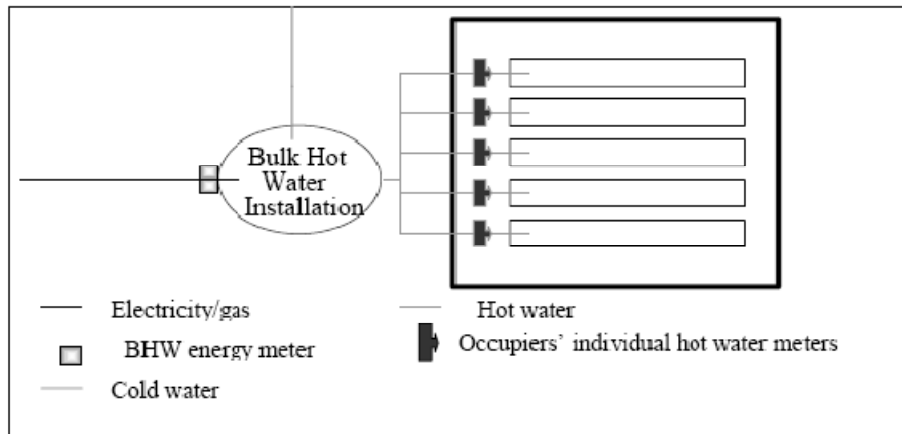 Bulk Hot
Water
Installation
Electricity/gas
Hot water
BHW energy meter
Occupiers’ individual hot water meters
Cold water